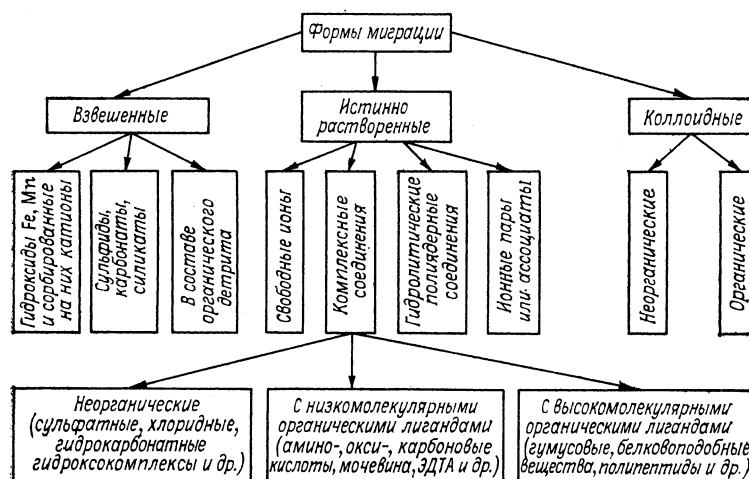 Формы миграции
Взвешенные
Истинно
растворенные
Коллоидные
Гидроксиды Fe, Mn
и сорбированные
на них катионы
Сульфиды,
карбонаты,
силикаты
В составе
органического
детрита
Свободные ионы
Комплексные
соединения
Гидролитические
полиядерные
соединения
Ионные пары
или ассоциаты
Неорганические
Органические
Неорганические
(сульфатные, хлоридные,
гидрокарбонатные
гидроксокомплексы и др.)
С низкомолекулярными
органическими лигандами
(амино-, окси-, карбоновые
кислоты, мочевина, ЭДТА и др.)
С высокомолекулярными
органическими лигандами
(гумусовые, белковоподобные
вещества, полипептиды и др.)